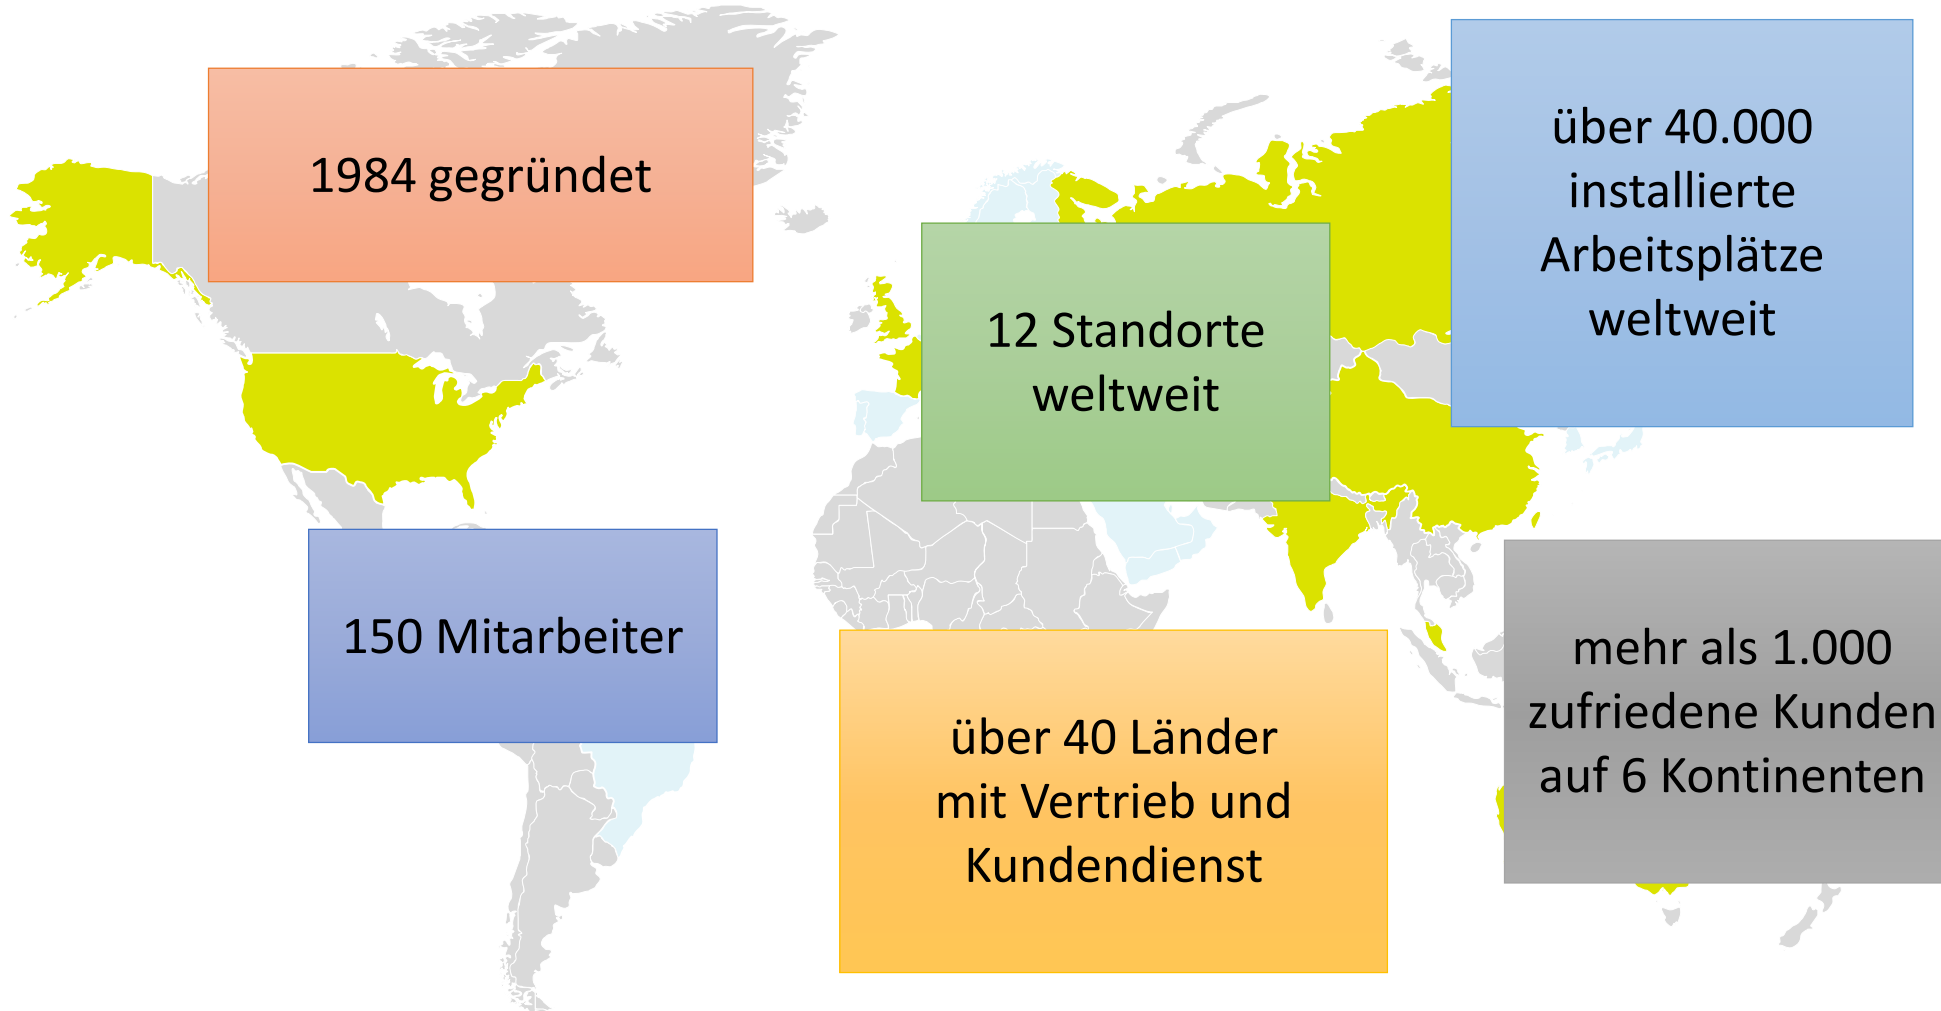 1984 gegründet
über 40.000
installierte
Arbeitsplätze
weltweit
12 Standorte
weltweit
150 Mitarbeiter
über 40 Länder
mit Vertrieb und
Kundendienst
mehr als 1.000
zufriedene Kunden
auf 6 Kontinenten